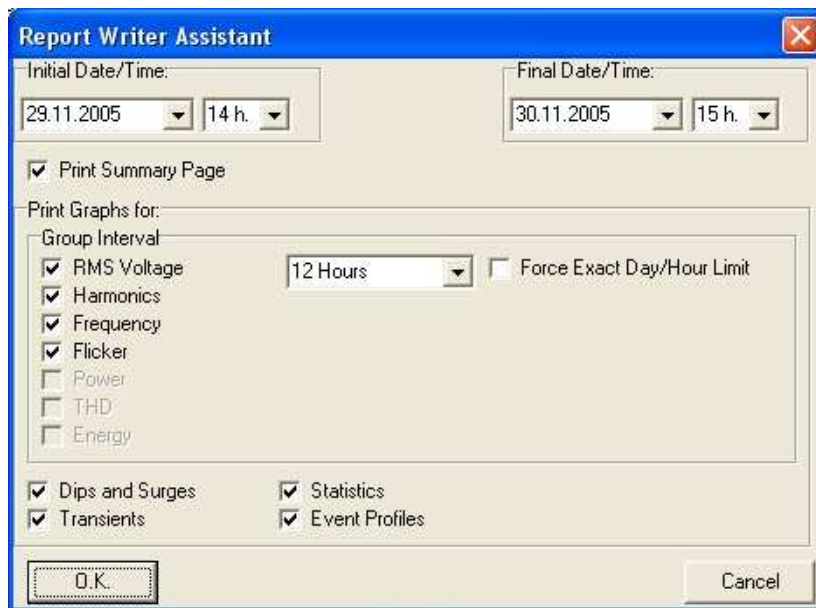 Report Writer Assistant
Initial Date/Time:
Final Date/Time:
29.11.2005 14 h.
30.11.2005 15 h.
Print Summary Page
Print Graphs for:
Group Interval
RMS Voltage
12 Hours
Force Exact Day/Hour Limit
Harmonics
Frequency
Flicker
Power
THD
Energy
Dips and Surges
Statistics
Transients
Event Profiles
O.K.
Cancel